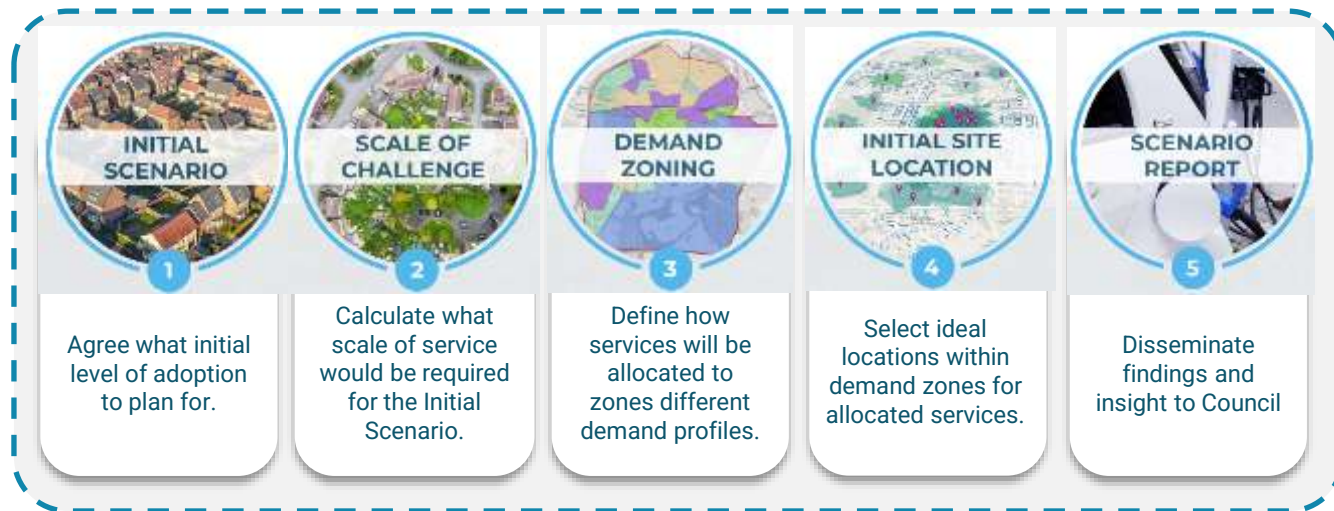 INITIAL
SCENARIO
1
Agree what initial
level of adoption
to plan for.
SCALE OF
CHALLENGE
2
Calculate what
scale of service
would be required
for the Initial
Scenario.
DEMAND
ZONING
3
Define how
services will be
allocated to
zones different
demand profiles.
INITIAL SITE
LOCATION
4
Select ideal
locations within
demand zones for
allocated services.
SCENARIO
REPORT
5
Disseminate
findings and
insight to Council